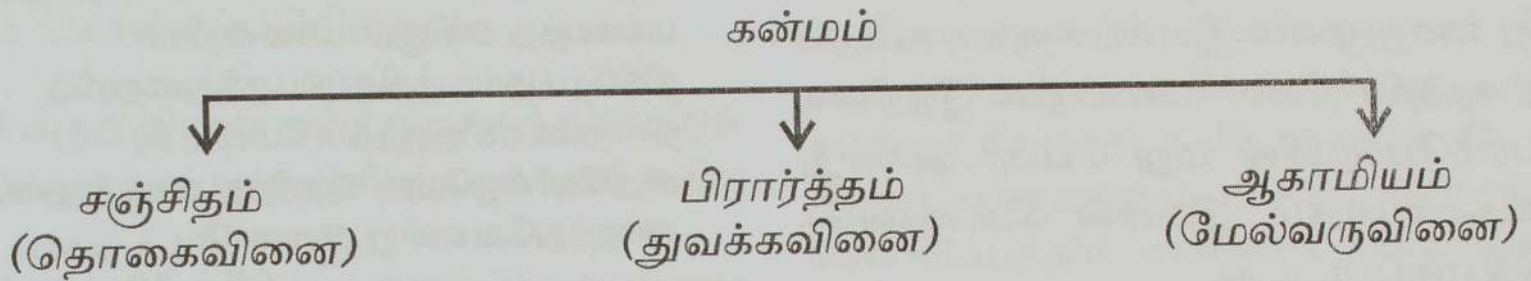 கன்மம்
சஞ்சிதம்
(தொகைவினை)
பிரார்த்தம்
(துவக்கவினை)
ஆகாமியம்
(மேல்வருவினை)